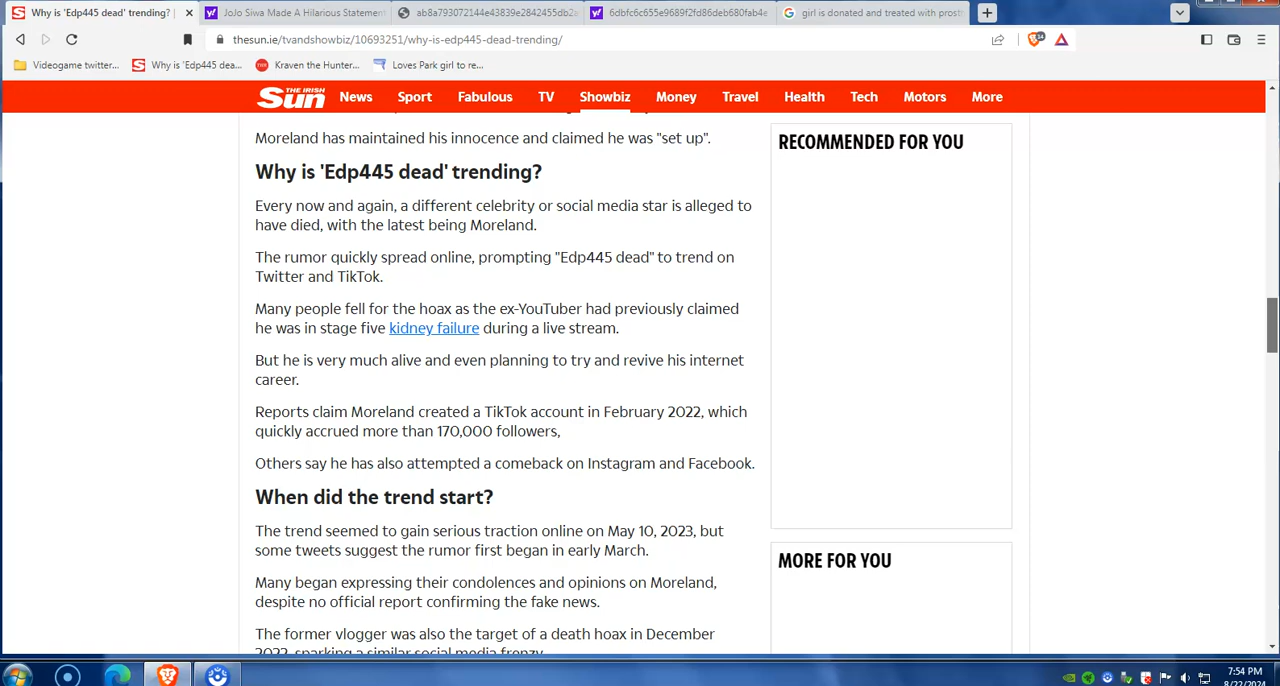 Why is 'Edp445 dead' trending?
JoJo Siwa Made A Hilarious Statement
ab8a793072144e43839e2842455db2a
6dbfc6c655e9689f2fd86deb680fab4e
girl is donated and treated with prosth
thesun.ie/tvandshowbiz/10693251/why-is-edp445-dead-trending/
Videogame twitter...
Why is 'Edp445 dea...
Kraven the Hunter...
Loves Park girl to re...
THE IRISH
Sun
News
Sport
Fabulous
TV
Showbiz
Money
Travel
Health
Tech
Motors
More
Moreland has maintained his innocence and claimed he was "set up".
Why is 'Edp445 dead' trending?
Every now and again, a different celebrity or social media star is alleged to
have died, with the latest being Moreland.
The rumor quickly spread online, prompting "Edp445 dead" to trend on
Twitter and TikTok.
Many people fell for the hoax as the ex-YouTuber had previously claimed
he was in stage five kidney failure during a live stream.
But he is very much alive and even planning to try and revive his internet
career.
Reports claim Moreland created a TikTok account in February 2022, which
quickly accrued more than 170,000 followers,
Others say he has also attempted a comeback on Instagram and Facebook.
When did the trend start?
The trend seemed to gain serious traction online on May 10, 2023, but
some tweets suggest the rumor first began in early March.
Many began expressing their condolences and opinions on Moreland,
despite no official report confirming the fake news.
The former vlogger was also the target of a death hoax in December
2022, sparking a similar social media frenzy.
RECOMMENDED FOR YOU
MORE FOR YOU
7:54 PM
8/22/2024